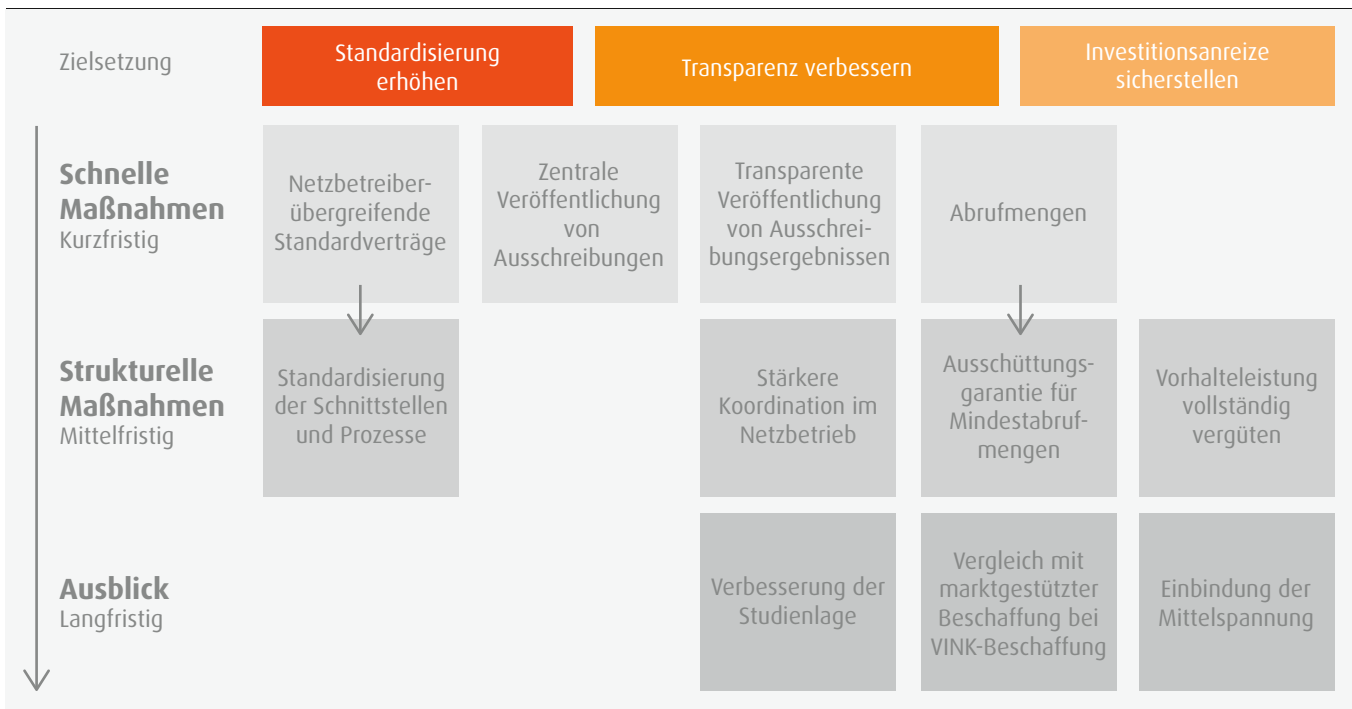 Zielsetzung
Standardisierung
erhöhen
Transparenz verbessern
Investitionsanreize
sicherstellen
Schnelle
Maßnahmen
Kurzfristig
Netzbetreiber-
übergreifende
Standardverträge
Zentrale
Veröffentlichung
von
Ausschreibungen
Transparente
Veröffentlichung
von Ausschrei-
bungsergebnissen
Abrufmengen
Strukturelle
Maßnahmen
Mittelfristig
Standardisierung
der Schnittstellen
und Prozesse
Stärkere
Koordination im
Netzbetrieb
Ausschüttungs-
garantie für
Mindestabruf-
mengen
Vorhalteleistung
vollständig
vergüten
Ausblick
Langfristig
Verbesserung der
Studienlage
Vergleich mit
marktgestützter
Beschaffung bei
VINK-Beschaffung
Einbindung der
Mittelspannung